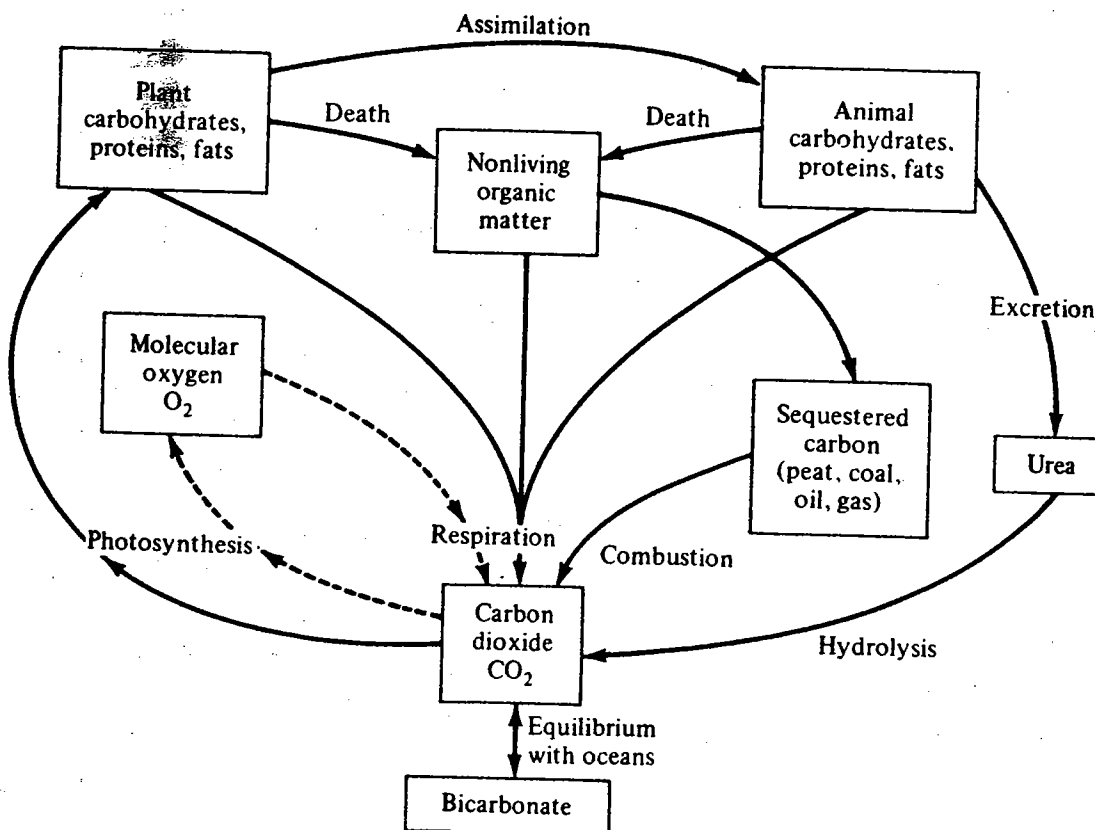 Assimilation
Plant
carbohydrates,
proteins, fats
Death
Death
Animal
carbohydrates.
proteins, fats
Nonliving
organic
matter
Excretion
Molecular
oxygen
O₂
Sequestered
carbon
(peat, coal,
oil, gas)
Urea
Photosynthesis
Respiration
Combustion
Carbon
dioxide
CO₂
Hydrolysis
Equilibrium
with oceans
Bicarbonate